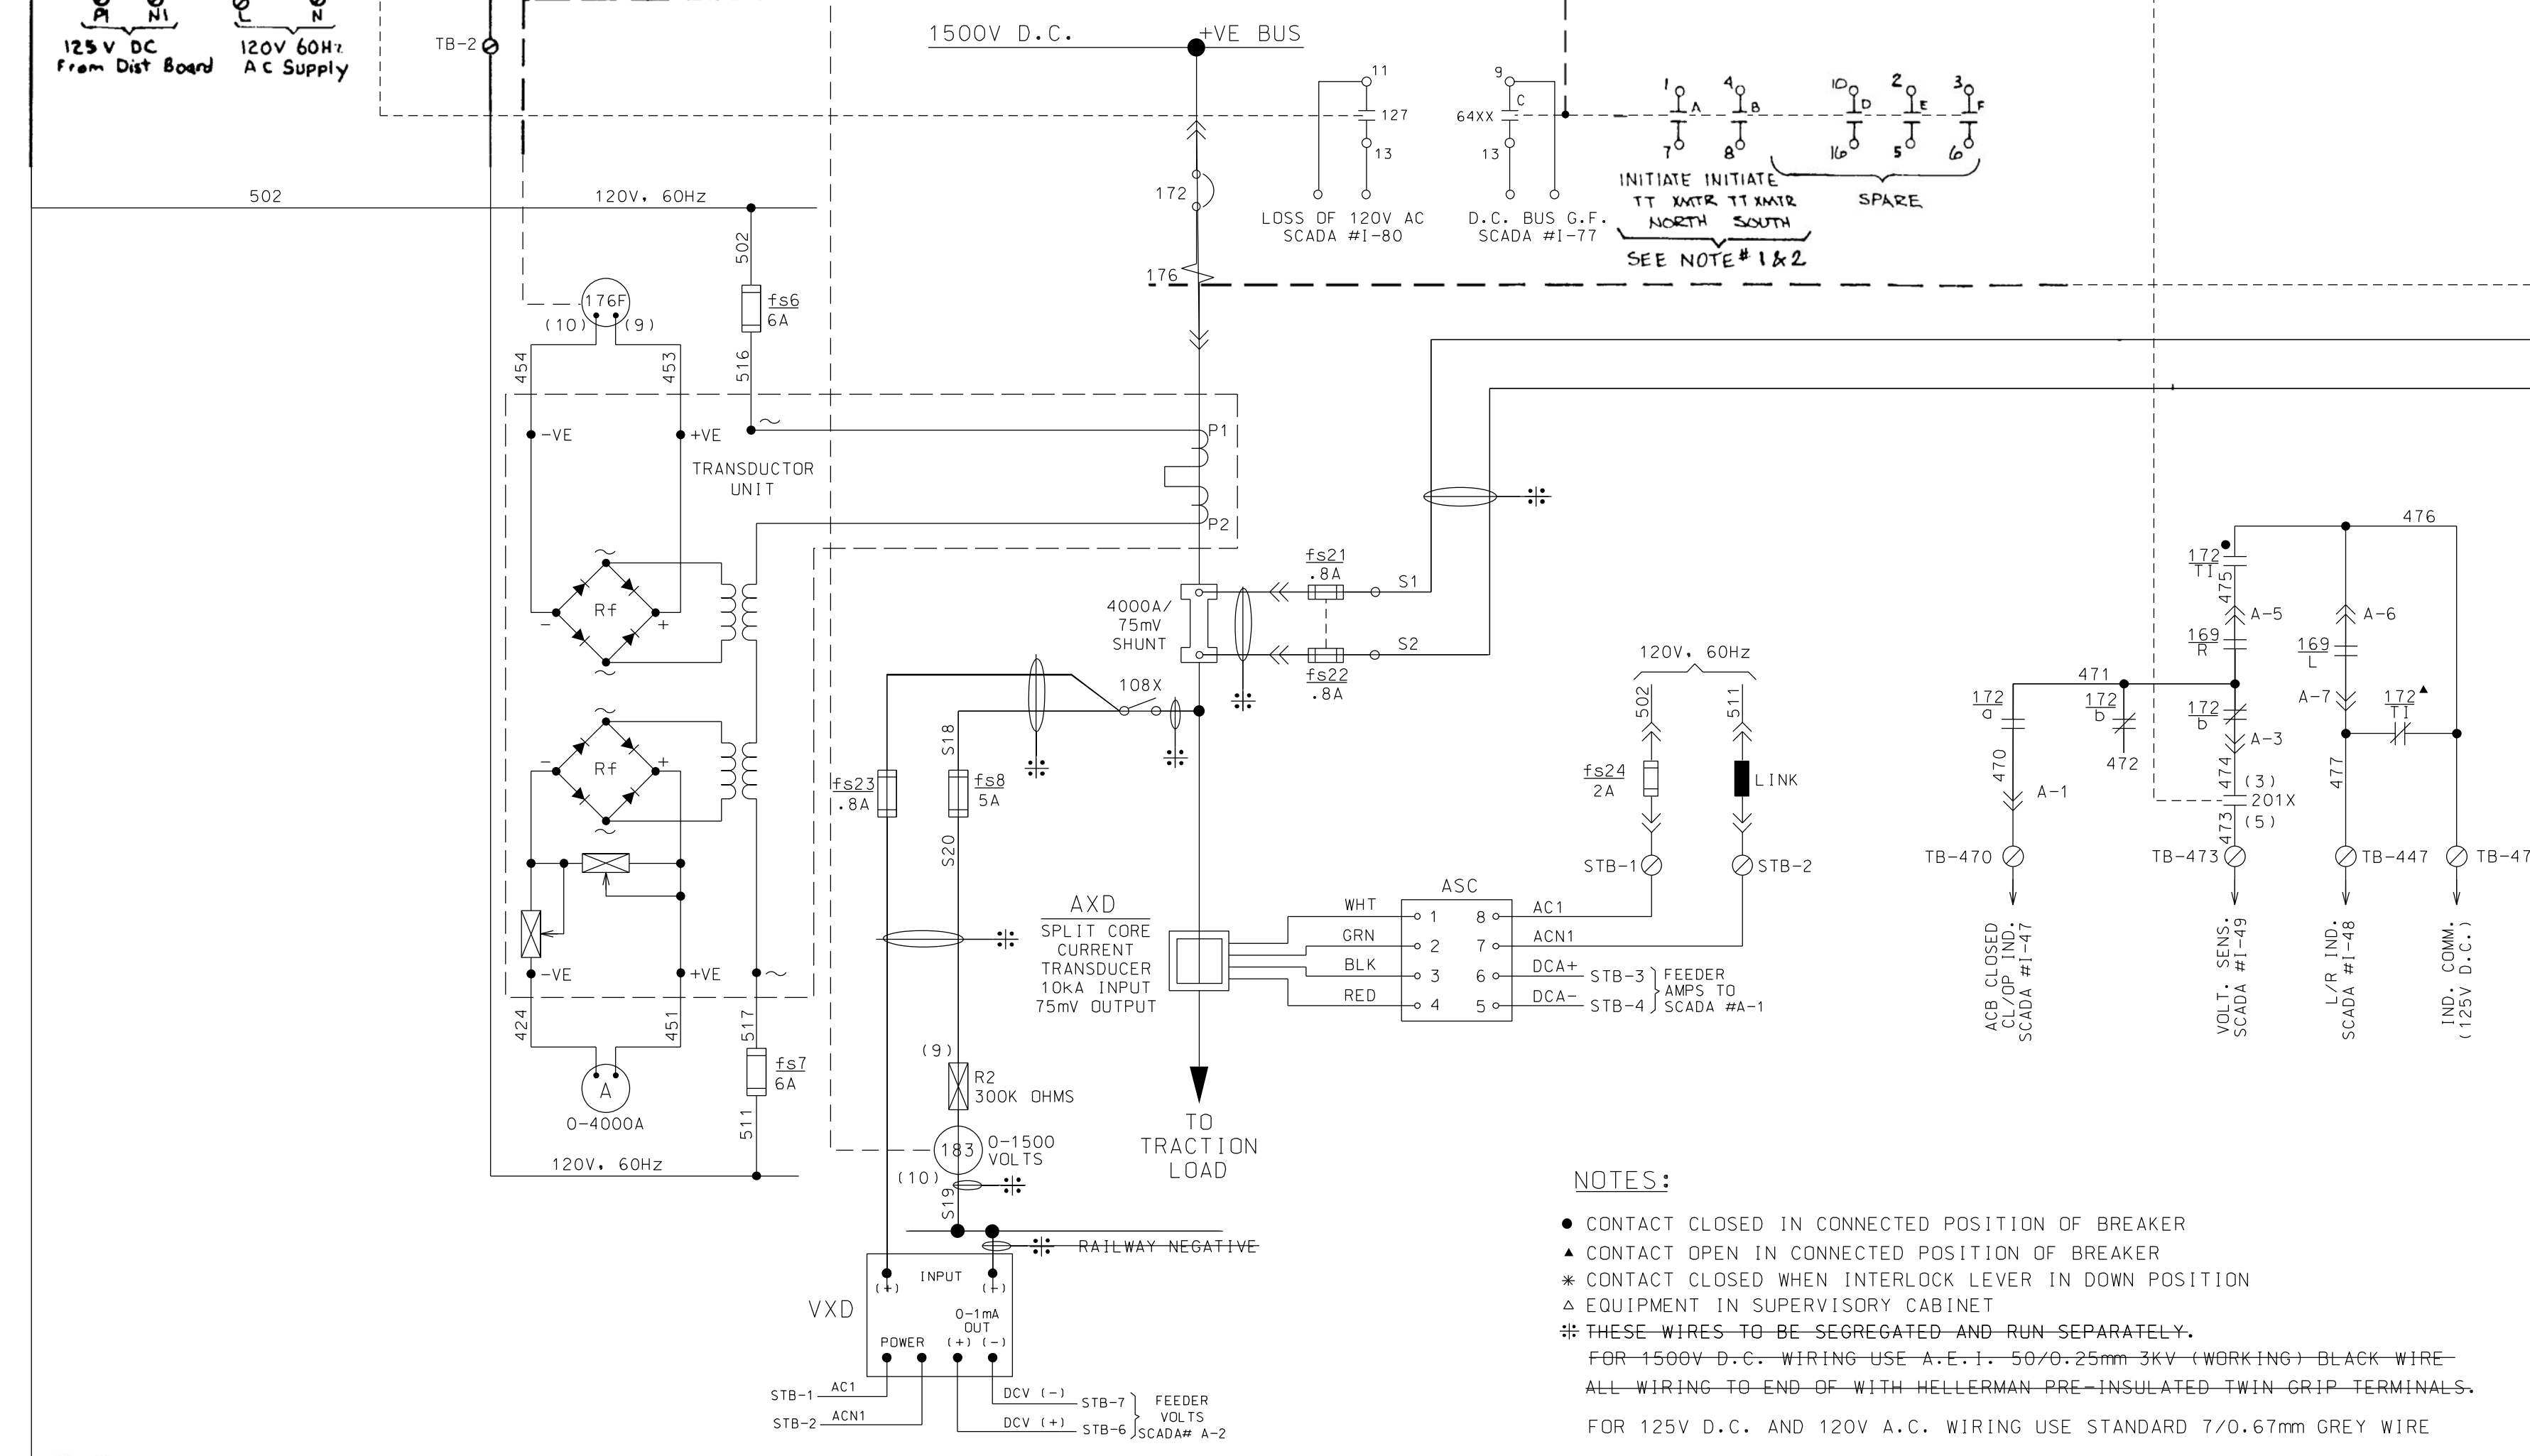 P1 N1
L N
125V DC
From Dist Board
120V 60Hz
AC Supply
TB-2
1500V D.C.
+VE BUS
502
120V, 60Hz
172
176
11
127
13
LOSS OF 120V AC
SCADA #I-80
9
C
64XX
13
D.C. BUS G.F.
SCADA #I-77
1 4 10 2 3
A B D E F
7 8 16 5 6
INITIATE INITIATE
TT XMTR TT XMTR
NORTH SOUTH
SPARE
SEE NOTE # 1 & 2
502
fs6
6A
516
176F
(10) (9)
454
453
-VE
+VE
TRANSDUCTOR
UNIT
P1
P2
Rf
- +
Rf
- +
-VE
+VE
424
451
517
fs7
6A
511
A
0-4000A
120V, 60Hz
4000A/
75mV
SHUNT
fs21
.8A
S1
S2
fs22
.8A
108X
S18
fs23
.8A
fs8
5A
S20
(9)
R2
300K OHMS
183
0-1500
VOLTS
(10)
S19
RAILWAY NEGATIVE
VXD
INPUT
(+) (+)
0-1mA
OUT
POWER
(+) (-)
STB-1 AC1
STB-2 ACN1
DCV (-) STB-7
DCV (+) STB-6
FEEDER
VOLTS
SCADA# A-2
AXD
SPLIT CORE
CURRENT
TRANSDUCER
10kA INPUT
75mV OUTPUT
TO
TRACTION
LOAD
ASC
WHT 1 8 AC1
GRN 2 7 ACN1
BLK 3 6 DCA+ STB-3
RED 4 5 DCA- STB-4
FEEDER
AMPS TO
SCADA #A-1
120V, 60Hz
502
511
fs24
2A
LINK
STB-1
STB-2
476
172
TI
475
A-5
169
R
A-6
169
L
471
172
a
172
b
172
b
A-7
172
TI
470
472
A-3
474
(3)
201X
(5)
473
477
A-1
TB-470
TB-473
TB-447
TB-47
ACB CLOSED
CL/OP IND.
SCADA #I-47
VOLT. SENS.
SCADA #I-49
L/R IND.
SCADA #I-48
IND. COMM.
(125V D.C.)
NOTES:
● CONTACT CLOSED IN CONNECTED POSITION OF BREAKER
▲ CONTACT OPEN IN CONNECTED POSITION OF BREAKER
* CONTACT CLOSED WHEN INTERLOCK LEVER IN DOWN POSITION
△ EQUIPMENT IN SUPERVISORY CABINET
THESE WIRES TO BE SEGREGATED AND RUN SEPARATELY.
FOR 1500V D.C. WIRING USE A.E.I. 50/0.25mm 3KV (WORKING) BLACK WIRE
ALL WIRING TO END OF WITH HELLERMAN PRE-INSULATED TWIN GRIP TERMINALS.
FOR 125V D.C. AND 120V A.C. WIRING USE STANDARD 7/0.67mm GREY WIRE